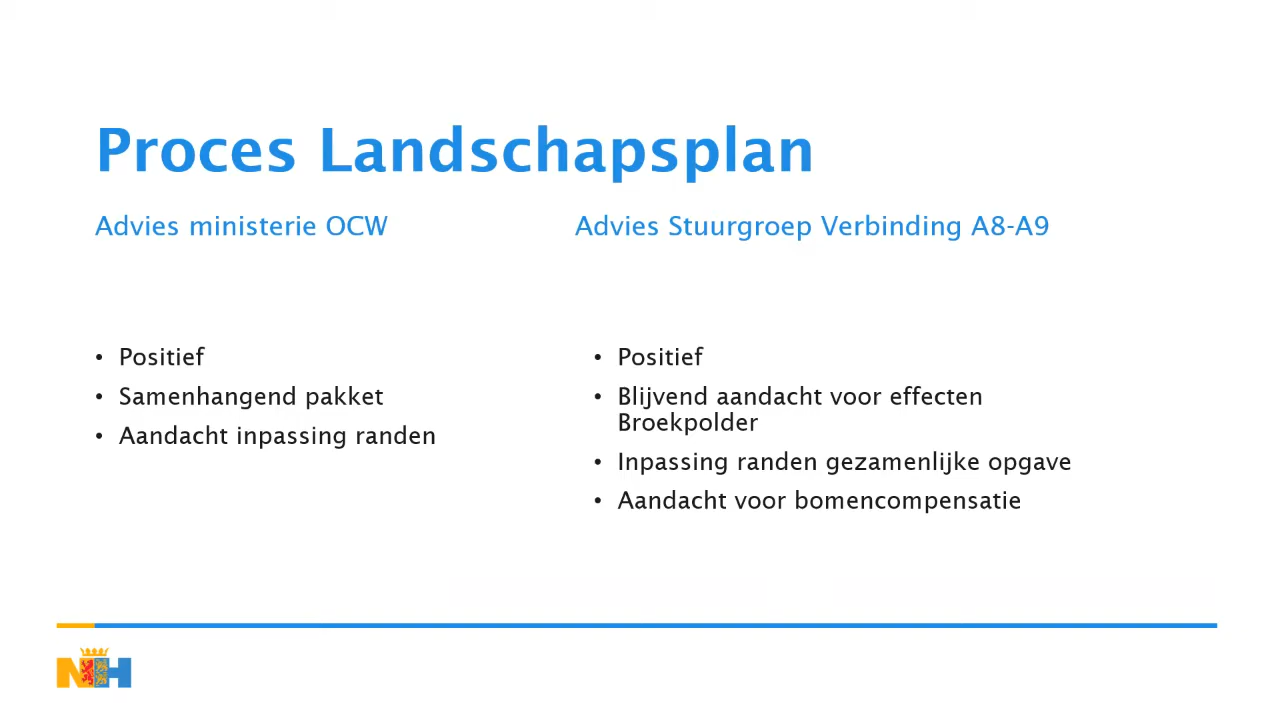 Proces Landschapsplan
Advies ministerie OCW
• Positief
• Samenhangend pakket
• Aandacht inpassing randen
Advies Stuurgroep Verbinding A8-A9
• Positief
• Blijvend aandacht voor effecten
Broekpolder
• Inpassing randen gezamenlijke opgave
• Aandacht voor bomencompensatie
NH